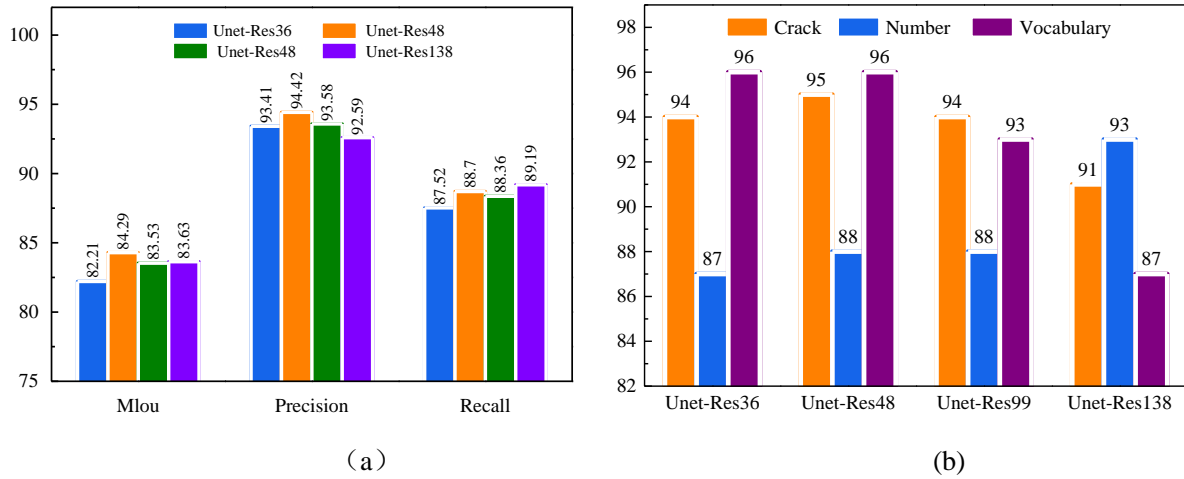 100
95
90
85
80
75
Unet-Res36
Unet-Res48
Unet-Res48
Unet-Res138
82.21
84.29
83.53
83.63
93.41
94.42
93.58
92.59
87.52
88.7
88.36
89.19
Mlou
Precision
Recall
（a）
98
96
94
92
90
88
86
84
82
Crack
Number
Vocabulary
94
87
96
95
88
96
94
88
93
91
93
87
Unet-Res36
Unet-Res48
Unet-Res99
Unet-Res138
(b)